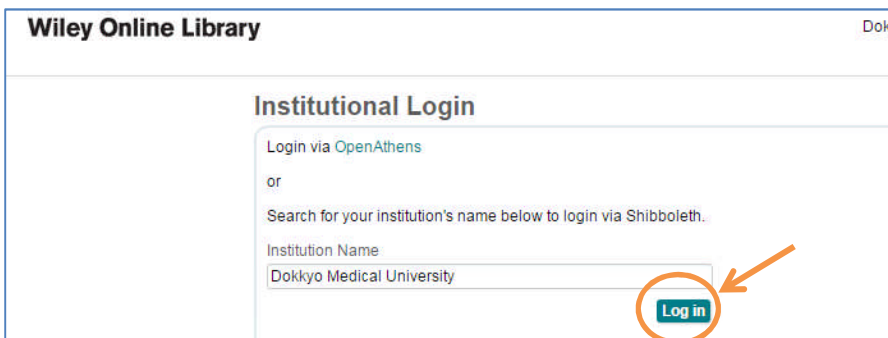 Wiley Online Library
Dok
Institutional Login
Login via OpenAthens
or
Search for your institution's name below to login via Shibboleth.
Institution Name
Dokkyo Medical University
Log in